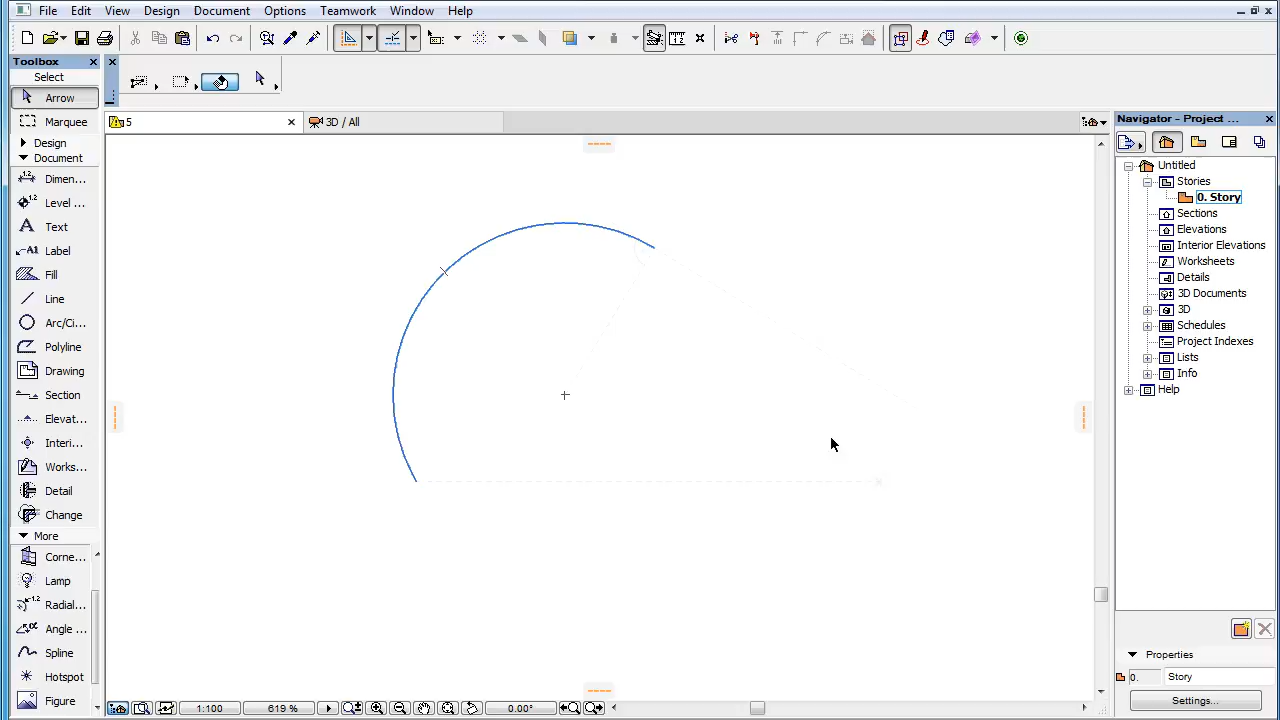 File Edit View Design Document Options Teamwork Window Help
Toolbox
Select
Arrow
Marquee
Design
Document
Dimen...
Level ...
Text
Label
Fill
Line
Arc/Ci...
Polyline
Drawing
Section
Elevat...
Interi...
Works...
Detail
Change
More
Corne...
Lamp
Radial...
Angle ...
Spline
Hotspot
Figure
5
3D / All
1:100
619 %
0.00°
Navigator - Project ...
Untitled
Stories
0. Story
Sections
Elevations
Interior Elevations
Worksheets
Details
3D Documents
3D
Schedules
Project Indexes
Lists
Info
Help
Properties
0. Story
Settings...